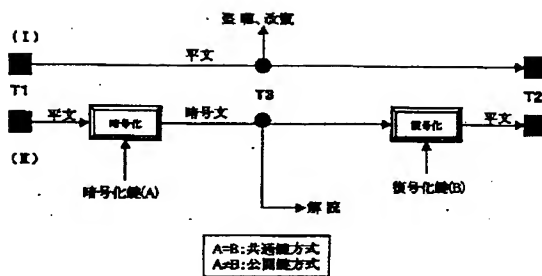 盗聴、改竄
(I)
平文
T1
T3
T2
平文
暗号化
暗号文
復号化
平文
(II)
暗号化鍵(A)
復号化鍵(B)
解読
A=B:共通鍵方式
A≠B:公開鍵方式